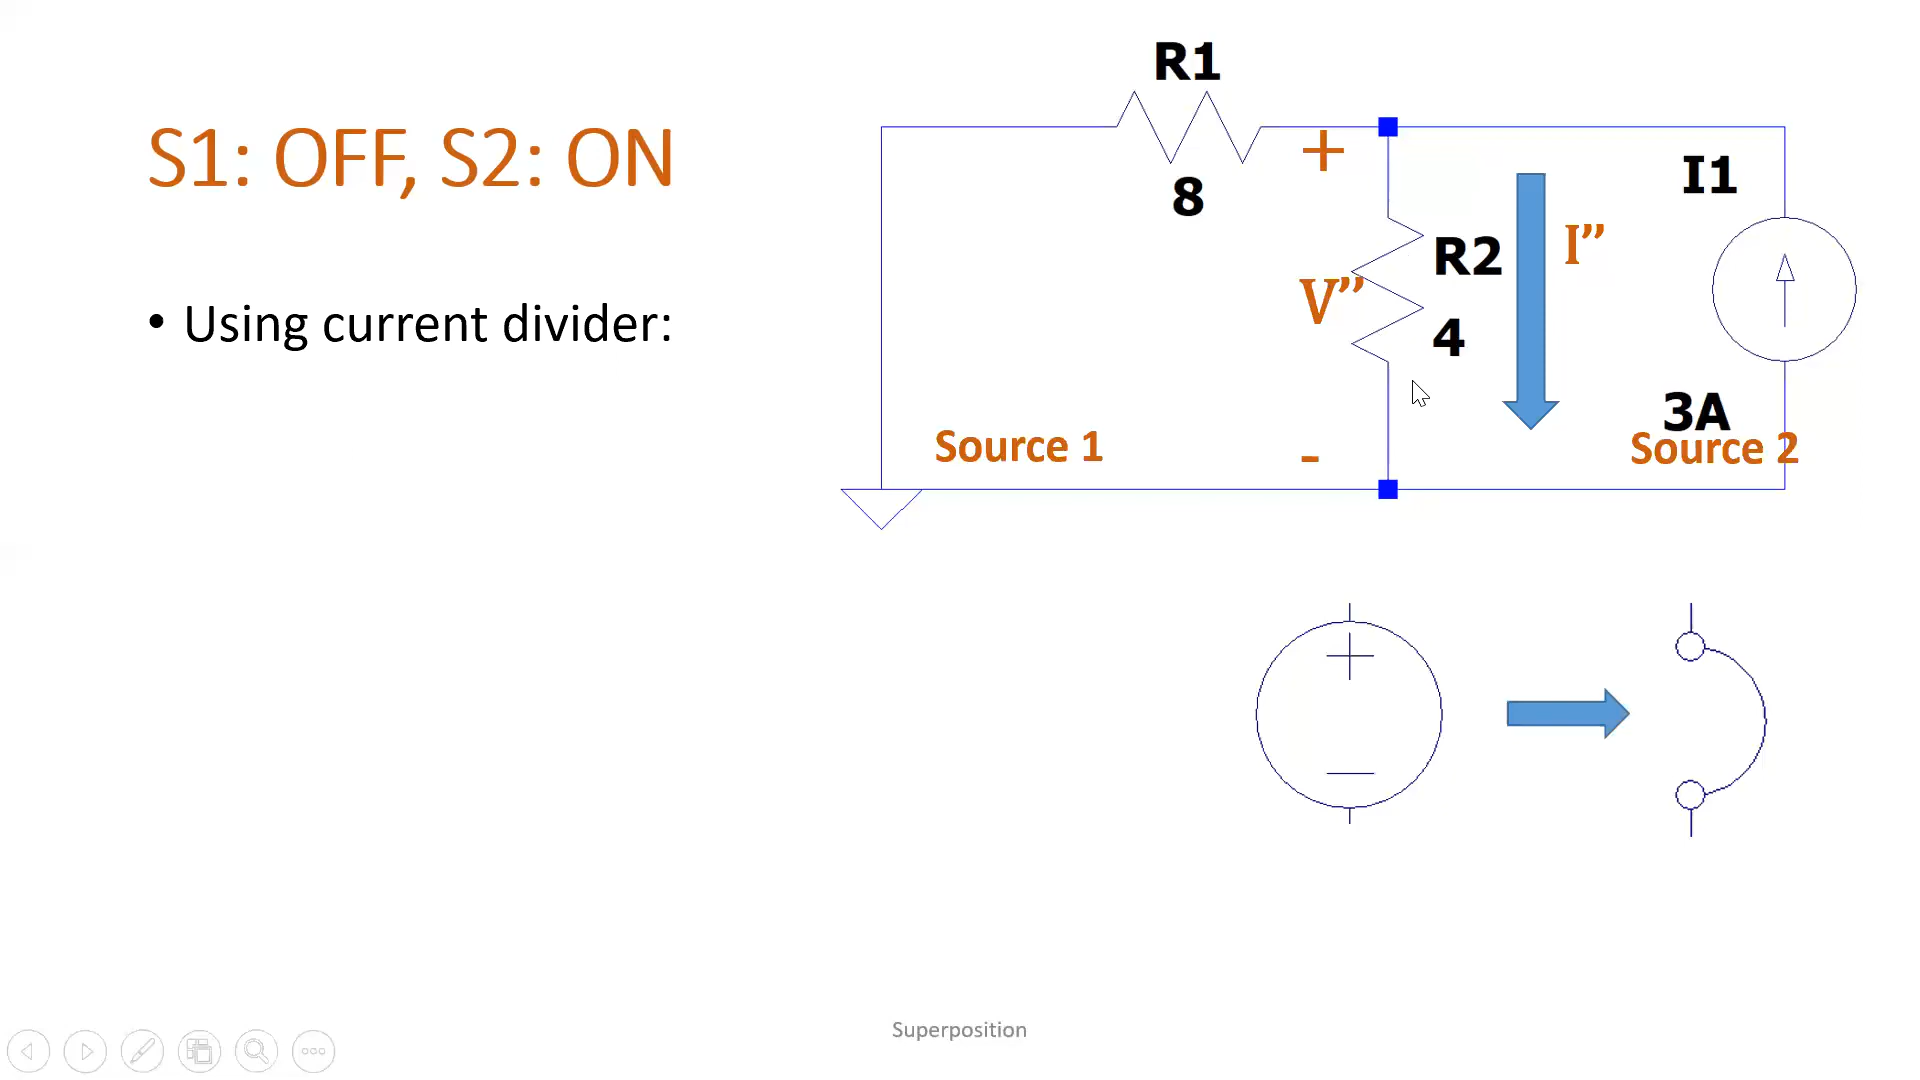 S1: OFF, S2: ON
• Using current divider:
R1
8
+
V”
-
R2
4
I”
I1
3A
Source 1
Source 2
+
−
Superposition